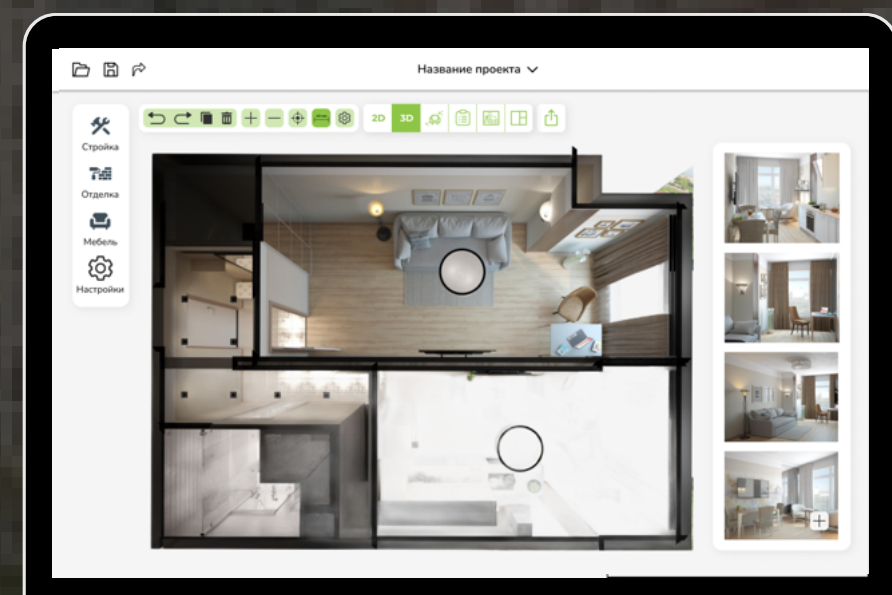 Название проекта
2D 3D
Стройка
Отделка
Мебель
Настройки